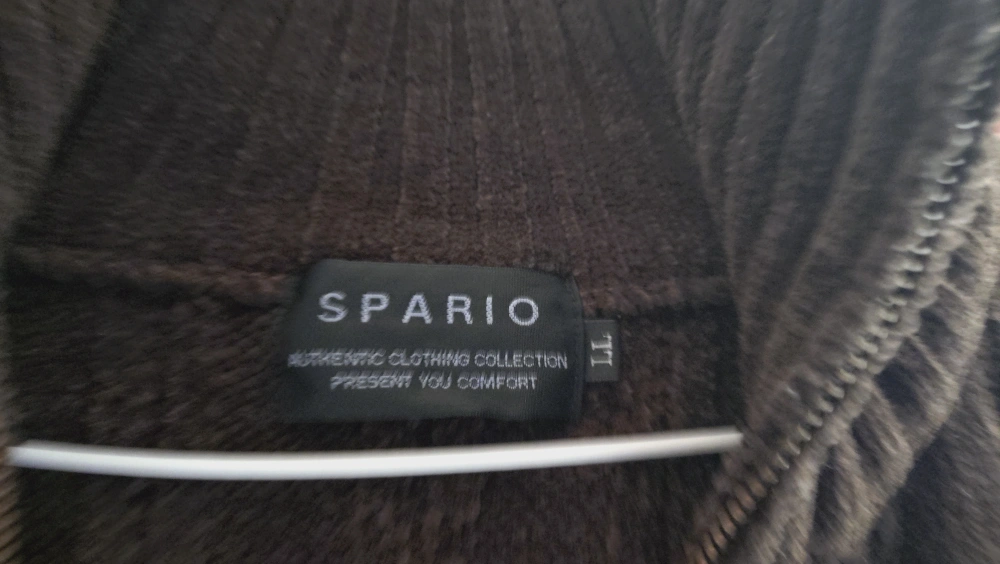 SPARIO
AUTHENTIC CLOTHING COLLECTION
PRESENT YOU COMFORT
LL